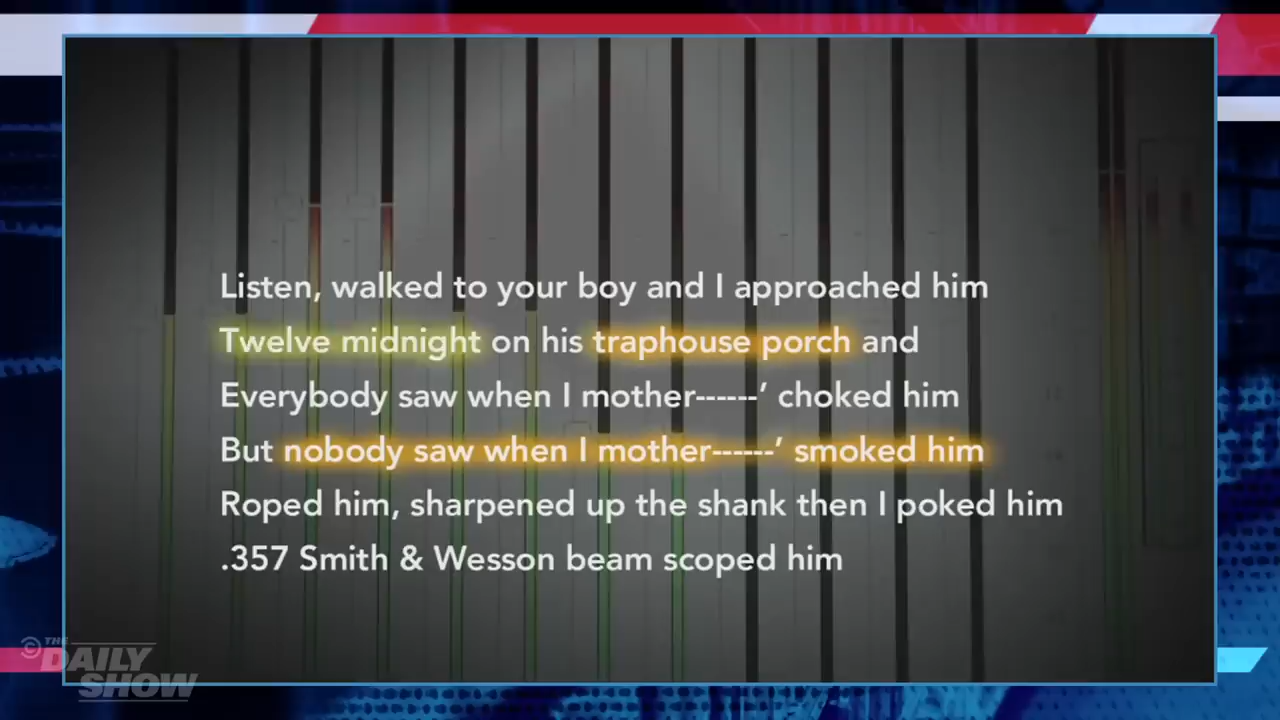 Listen, walked to your boy and I approached him
Twelve midnight on his traphouse porch and
Everybody saw when I mother------’ choked him
But nobody saw when I mother------’ smoked him
Roped him, sharpened up the shank then I poked him
.357 Smith & Wesson beam scoped him
THE
DAILY
SHOW